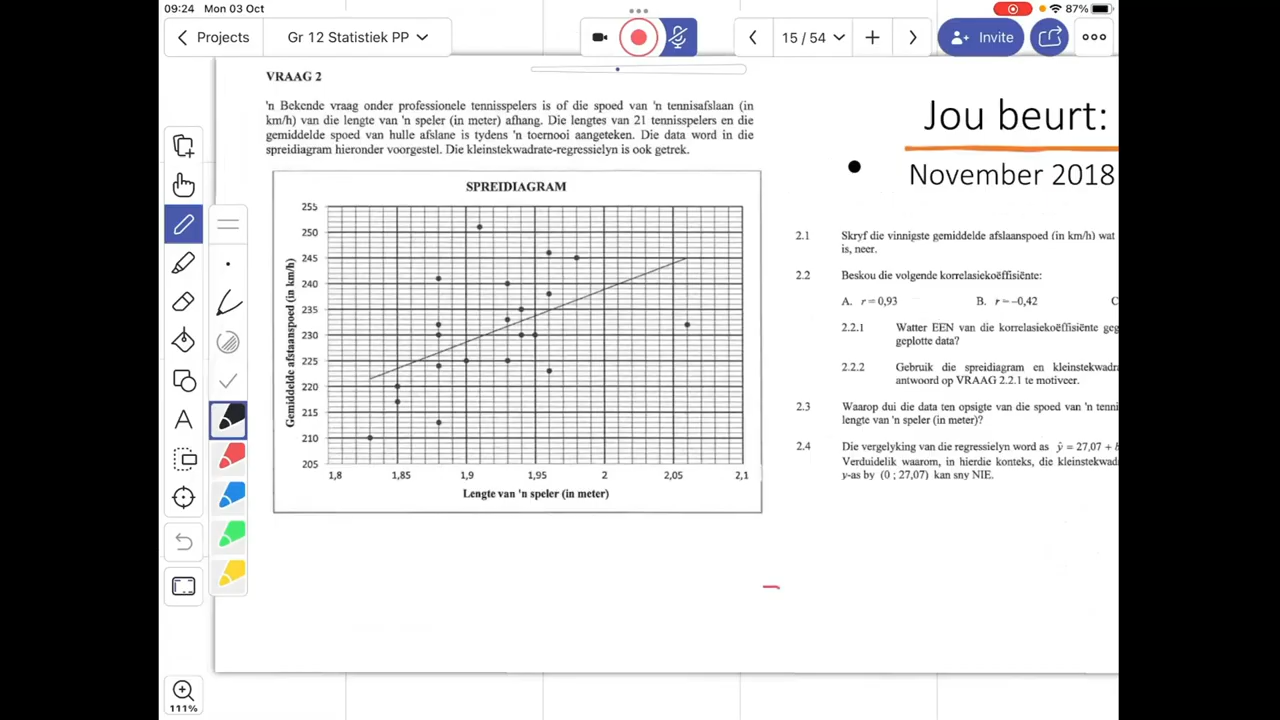 09:24 Mon 03 Oct
87%
Projects
Gr 12 Statistiek PP
15 / 54
Invite
VRAAG 2
'n Bekende vraag onder professionele tennisspelers is of die spoed van 'n tennisafslaan (in
km/h) van die lengte van 'n speler (in meter) afhang. Die lengtes van 21 tennisspelers en die
gemiddelde spoed van hulle afslane is tydens 'n toernooi aangeteken. Die data word in die
spreidiagram hieronder voorgestel. Die kleinstekwadrate-regressielyn is ook getrek.
SPREIDIAGRAM
Gemiddelde afstaanspoed (in km/h)
255
250
245
240
235
230
225
220
215
210
205
1,8 1,85 1,9 1,95 2 2,05 2,1
Lengte van 'n speler (in meter)
Jou beurt:
• November 2018
2.1 Skryf die vinnigste gemiddelde afslaanspoed (in km/h) wat
is, neer.
2.2 Beskou die volgende korrelasiekoëffisiënte:
A. r = 0,93 B. r = –0,42 C
2.2.1 Watter EEN van die korrelasiekoëffisiënte geg
geplotte data?
2.2.2 Gebruik die spreidiagram en kleinstekwadra
antwoord op VRAAG 2.2.1 te motiveer.
2.3 Waarop dui die data ten opsigte van die spoed van 'n tenni
lengte van 'n speler (in meter)?
2.4 Die vergelyking van die regressielyn word as ŷ = 27,07 +
Verduidelik waarom, in hierdie konteks, die kleinstekwad
y-as by (0 ; 27,07) kan sny NIE.
A
111%